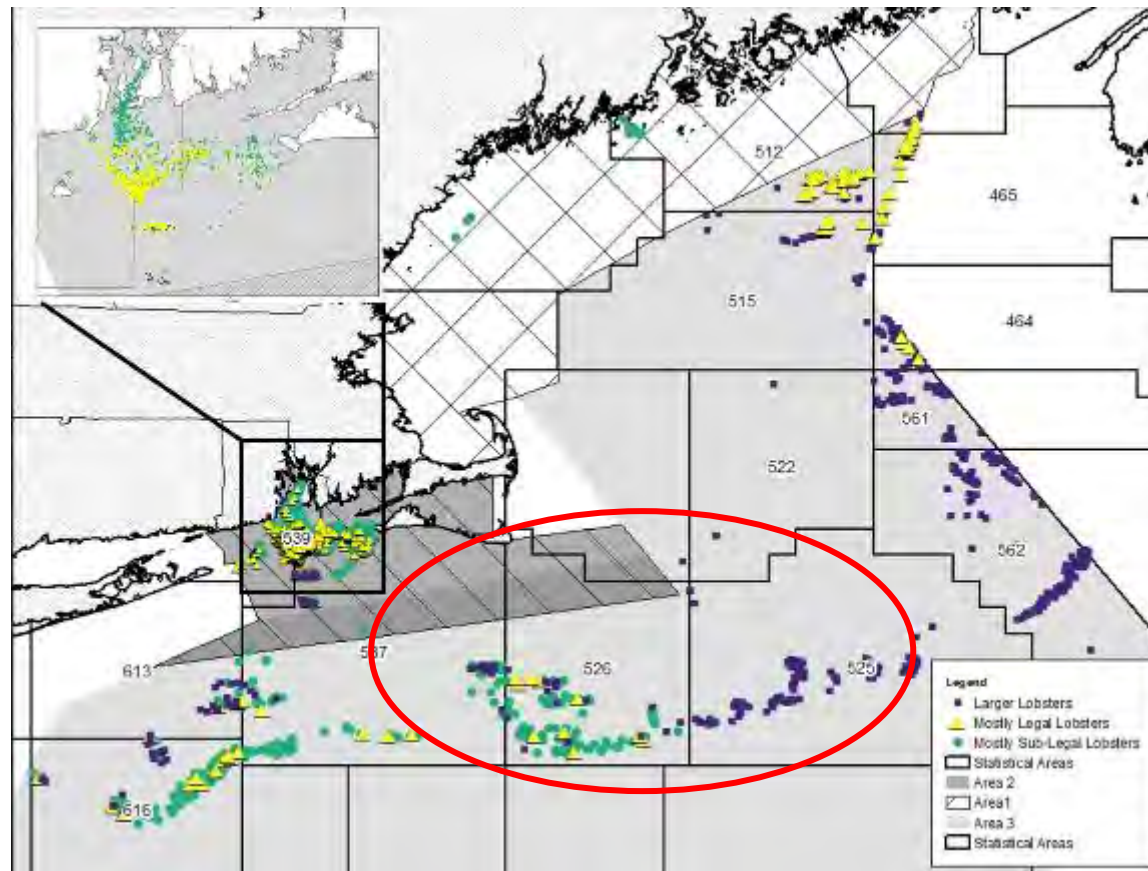 512
465
515
464
561
522
539
562
537
613
526
525
616
Legend
Larger Lobsters
Mostly Legal Lobsters
Mostly Sub-Legal Lobsters
Statistical Areas
Area 2
Area1
Area 3
Statistical Areas